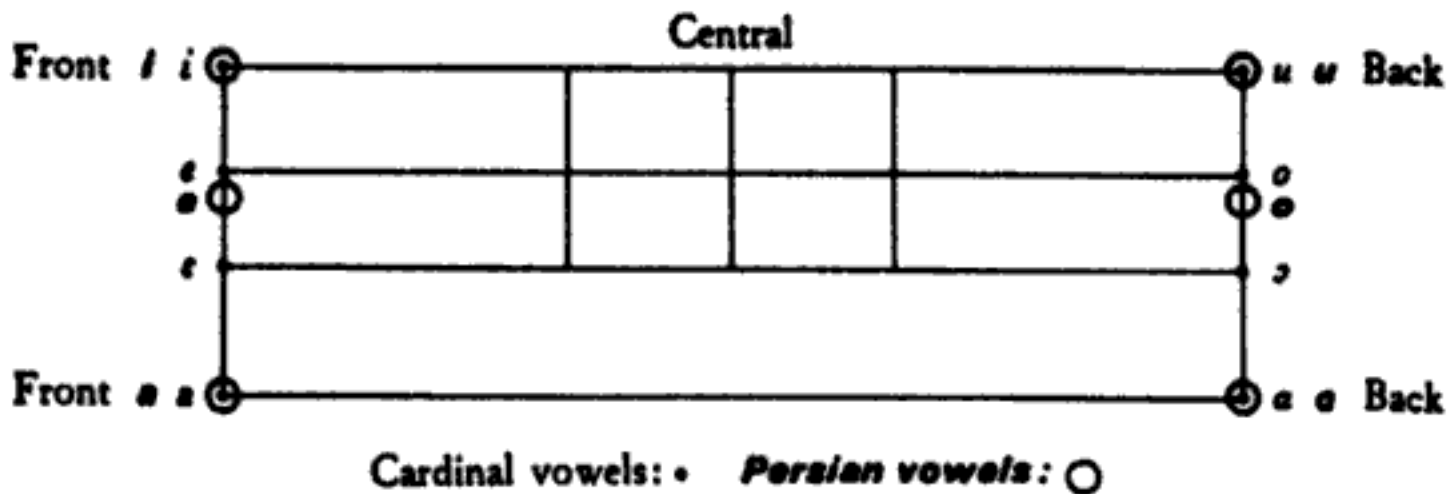 Central
Front i i u u Back
e o
e o
ɛ ɔ
Front a a ɑ ɑ Back
Cardinal vowels: • Persian vowels: ○